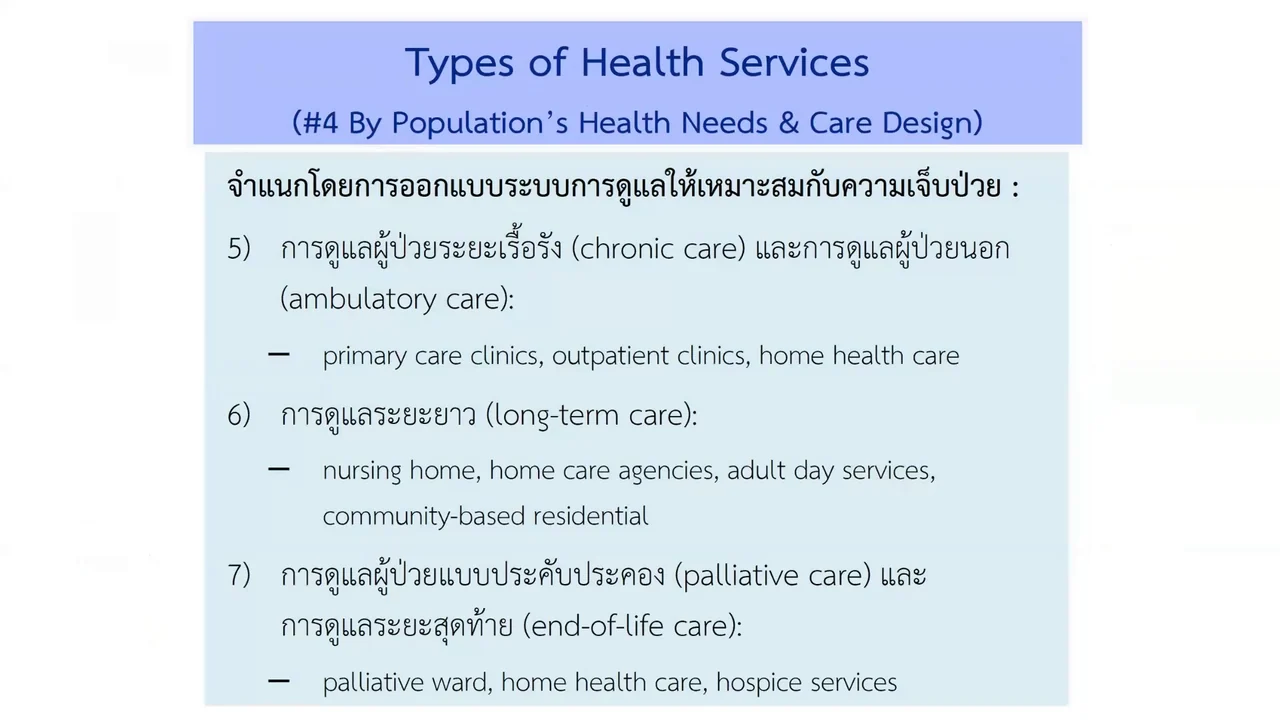 Types of Health Services
(#4 By Population's Health Needs & Care Design)
จำแนกโดยการออกแบบระบบการดูแลให้เหมาะสมกับความเจ็บป่วย :
5) การดูแลผู้ป่วยระยะเรื้อรัง (chronic care) และการดูแลผู้ป่วยนอก
(ambulatory care):
– primary care clinics, outpatient clinics, home health care
6) การดูแลระยะยาว (long-term care):
– nursing home, home care agencies, adult day services,
community-based residential
7) การดูแลผู้ป่วยแบบประคับประคอง (palliative care) และ
การดูแลระยะสุดท้าย (end-of-life care):
– palliative ward, home health care, hospice services